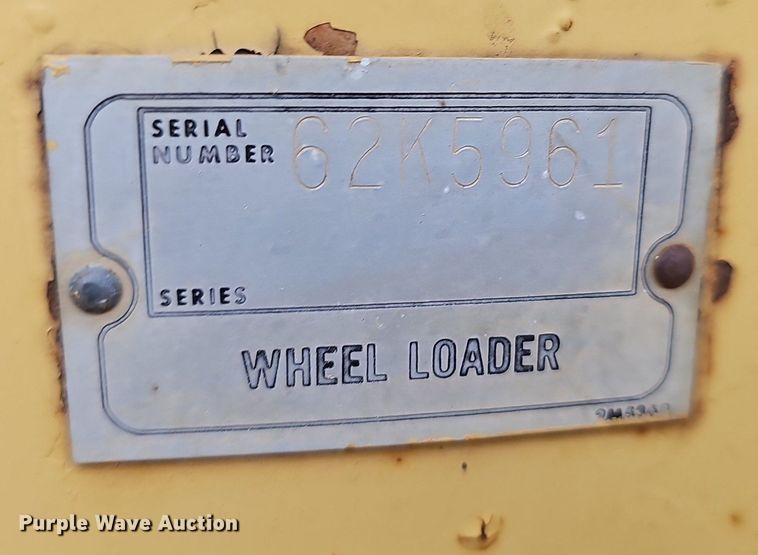 SERIAL
NUMBER 62K5961
SERIES
WHEEL LOADER
Purple Wave Auction